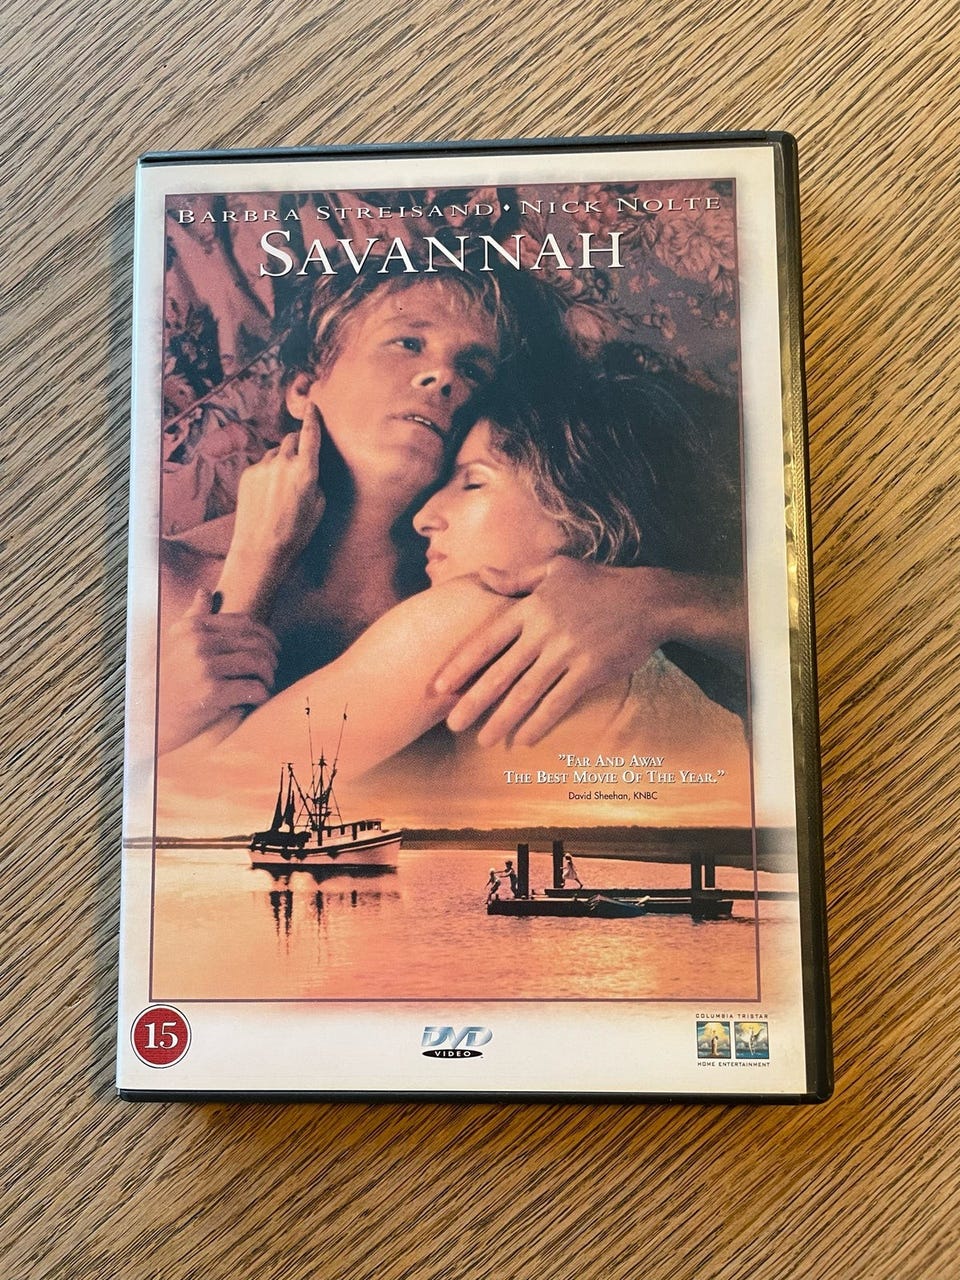 BARBRA STREISAND • NICK NOLTE
SAVANNAH
"FAR AND AWAY
THE BEST MOVIE OF THE YEAR."
David Sheehan, KNBC
15
DVD
VIDEO
COLUMBIA TRISTAR
HOME ENTERTAINMENT